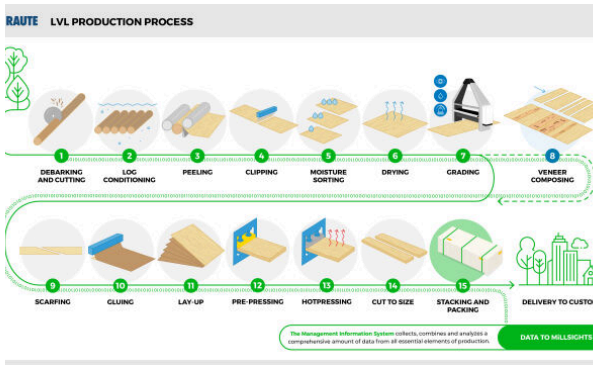 RAUTE LVL PRODUCTION PROCESS
1 2 3 4 5 6 7 8
DEBARKING AND CUTTING
LOG CONDITIONING
PEELING
CLIPPING
MOISTURE SORTING
DRYING
GRADING
VENEER COMPOSING
9 10 11 12 13 14 15
SCARFING
GLUING
LAY-UP
PRE-PRESSING
HOTPRESSING
CUT TO SIZE
STACKING AND PACKING
DELIVERY TO CUSTO
The Management Information System collects, combines and analyzes a
comprehensive amount of data from all essential elements of production.
DATA TO MILLSIGHTS